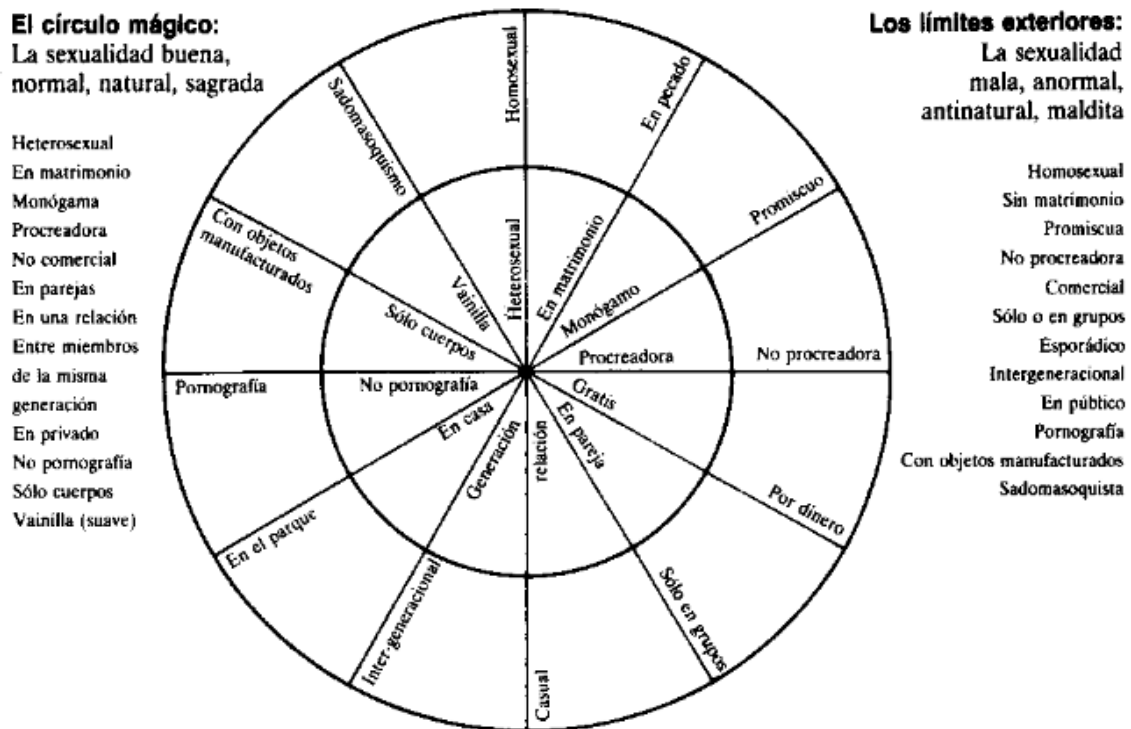 El círculo mágico:
La sexualidad buena,
normal, natural, sagrada
Heterosexual
En matrimonio
Monógama
Procreadora
No comercial
En parejas
En una relación
Entre miembros
de la misma
generación
En privado
No pornografía
Sólo cuerpos
Vainílla (suave)
Los límites exteriores:
La sexualidad
mala, anormal,
antinatural, maldita
Homosexual
Sin matrimonio
Promiscua
No procreadora
Comercial
Sólo o en grupos
Esporádico
Intergeneracional
En público
Pornografía
Con objetos manufacturados
Sadomasoquista
Homosexual
En pecado
Promiscuo
No procreadora
Por dinero
Sólo en grupos
Casual
Inter-generacional
En el parque
Pornografía
Con objetos
manufacturados
Sadomasoquismo
Heterosexual
En matrimonio
Monógamo
Procreadora
Gratis
En pareja
relación
Generación
En casa
No pornografía
Sólo cuerpos
Vainilla